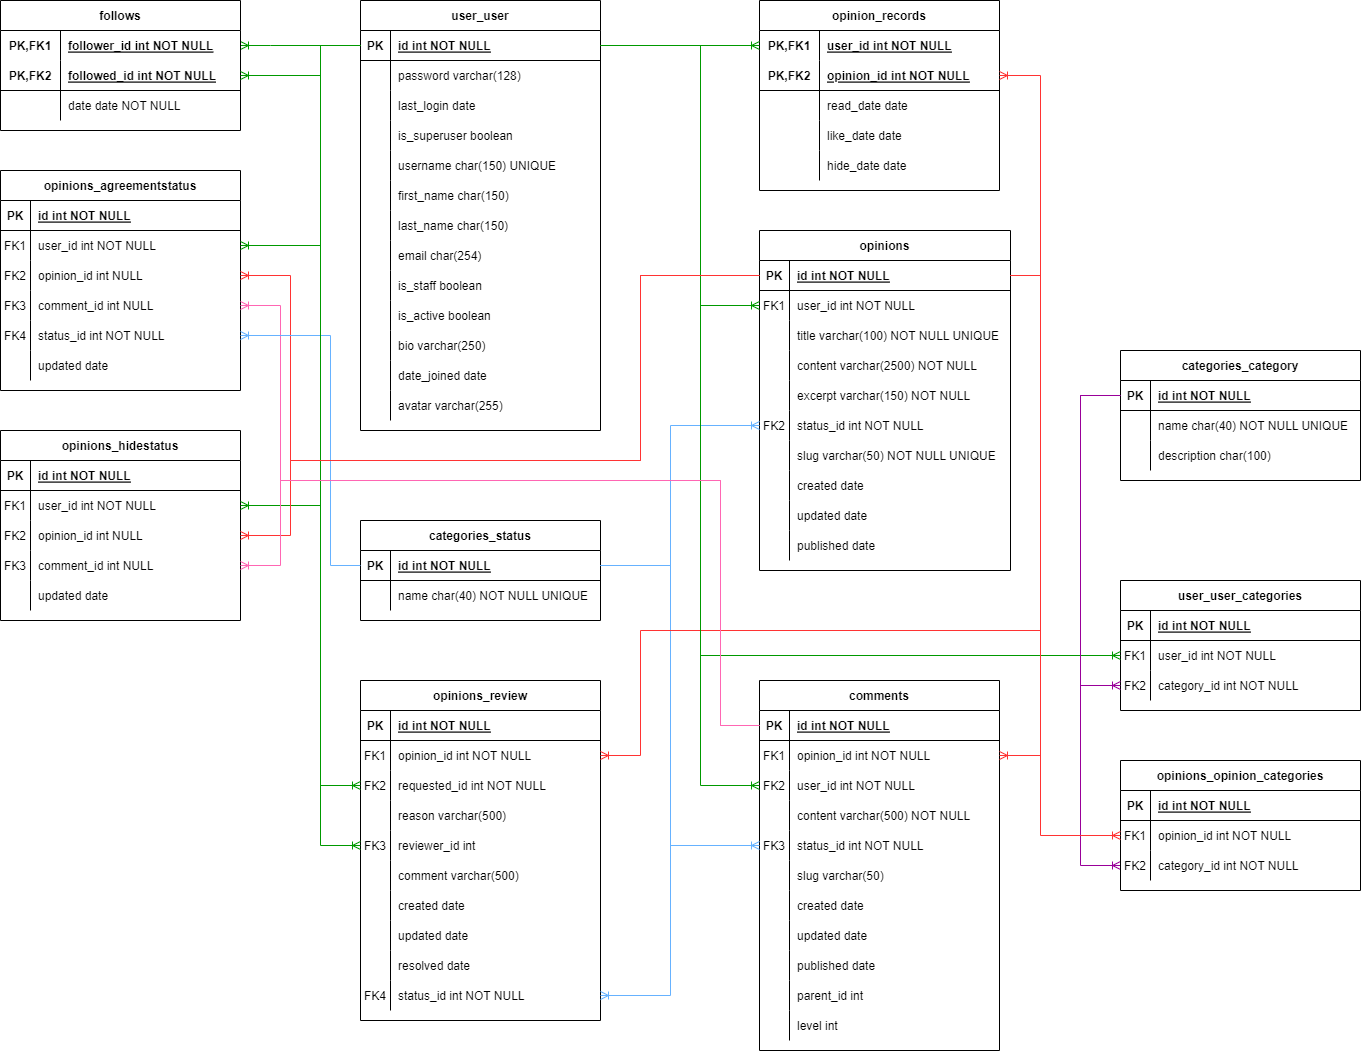 follows
PK,FK1 follower_id int NOT NULL
PK,FK2 followed_id int NOT NULL
date date NOT NULL
opinions_agreementstatus
PK id int NOT NULL
FK1 user_id int NOT NULL
FK2 opinion_id int NULL
FK3 comment_id int NULL
FK4 status_id int NOT NULL
updated date
opinions_hidestatus
PK id int NOT NULL
FK1 user_id int NOT NULL
FK2 opinion_id int NULL
FK3 comment_id int NULL
updated date
user_user
PK id int NOT NULL
password varchar(128)
last_login date
is_superuser boolean
username char(150) UNIQUE
first_name char(150)
last_name char(150)
email char(254)
is_staff boolean
is_active boolean
bio varchar(250)
date_joined date
avatar varchar(255)
categories_status
PK id int NOT NULL
name char(40) NOT NULL UNIQUE
opinions_review
PK id int NOT NULL
FK1 opinion_id int NOT NULL
FK2 requested_id int NOT NULL
reason varchar(500)
FK3 reviewer_id int
comment varchar(500)
created date
updated date
resolved date
FK4 status_id int NOT NULL
opinion_records
PK,FK1 user_id int NOT NULL
PK,FK2 opinion_id int NOT NULL
read_date date
like_date date
hide_date date
opinions
PK id int NOT NULL
FK1 user_id int NOT NULL
title varchar(100) NOT NULL UNIQUE
content varchar(2500) NOT NULL
excerpt varchar(150) NOT NULL
FK2 status_id int NOT NULL
slug varchar(50) NOT NULL UNIQUE
created date
updated date
published date
comments
PK id int NOT NULL
FK1 opinion_id int NOT NULL
FK2 user_id int NOT NULL
content varchar(500) NOT NULL
FK3 status_id int NOT NULL
slug varchar(50)
created date
updated date
published date
parent_id int
level int
categories_category
PK id int NOT NULL
name char(40) NOT NULL UNIQUE
description char(100)
user_user_categories
PK id int NOT NULL
FK1 user_id int NOT NULL
FK2 category_id int NOT NULL
opinions_opinion_categories
PK id int NOT NULL
FK1 opinion_id int NOT NULL
FK2 category_id int NOT NULL